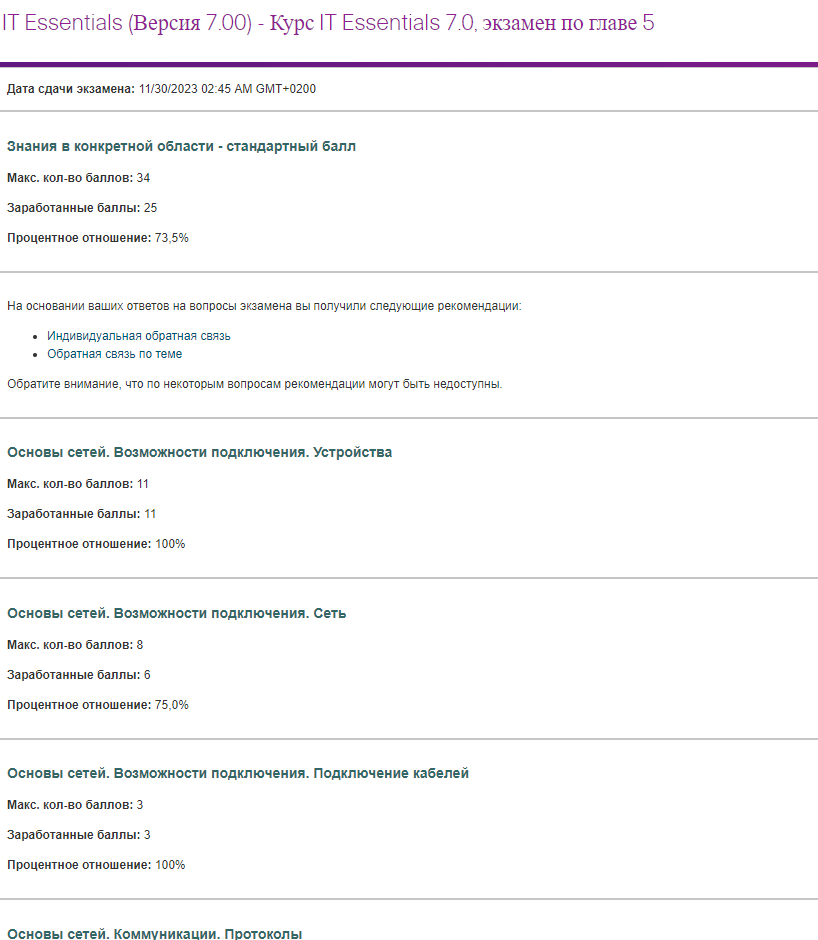 IT Essentials (Версия 7.00) - Курс IT Essentials 7.0, экзамен по главе 5
Дата сдачи экзамена: 11/30/2023 02:45 AM GMT+0200
Знания в конкретной области - стандартный балл
Макс. кол-во баллов: 34
Заработанные баллы: 25
Процентное отношение: 73,5%
На основании ваших ответов на вопросы экзамена вы получили следующие рекомендации:
• Индивидуальная обратная связь
• Обратная связь по теме
Обратите внимание, что по некоторым вопросам рекомендации могут быть недоступны.
Основы сетей. Возможности подключения. Устройства
Макс. кол-во баллов: 11
Заработанные баллы: 11
Процентное отношение: 100%
Основы сетей. Возможности подключения. Сеть
Макс. кол-во баллов: 8
Заработанные баллы: 6
Процентное отношение: 75,0%
Основы сетей. Возможности подключения. Подключение кабелей
Макс. кол-во баллов: 3
Заработанные баллы: 3
Процентное отношение: 100%
Основы сетей. Коммуникации. Протоколы